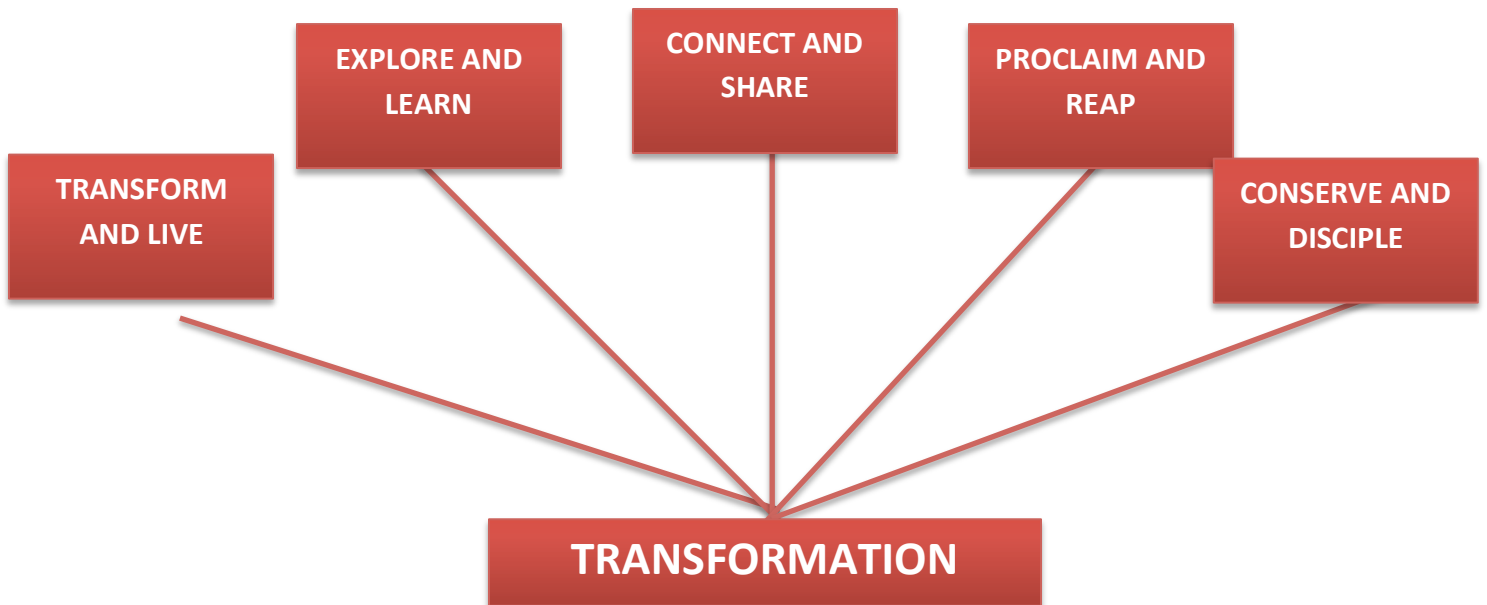 TRANSFORM
AND LIVE
EXPLORE AND
LEARN
CONNECT AND
SHARE
PROCLAIM AND
REAP
CONSERVE AND
DISCIPLE
TRANSFORMATION